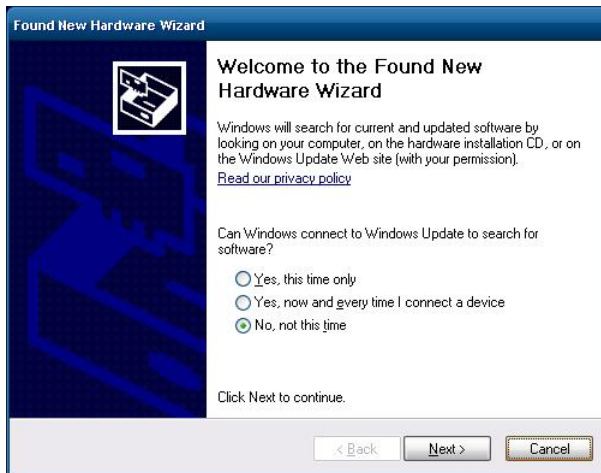 Found New Hardware Wizard
Welcome to the Found New
Hardware Wizard
Windows will search for current and updated software by
looking on your computer, on the hardware installation CD, or on
the Windows Update Web site (with your permission).
Read our privacy policy
Can Windows connect to Windows Update to search for
software?
Yes, this time only
Yes, now and every time I connect a device
No, not this time
Click Next to continue.
< Back Next > Cancel